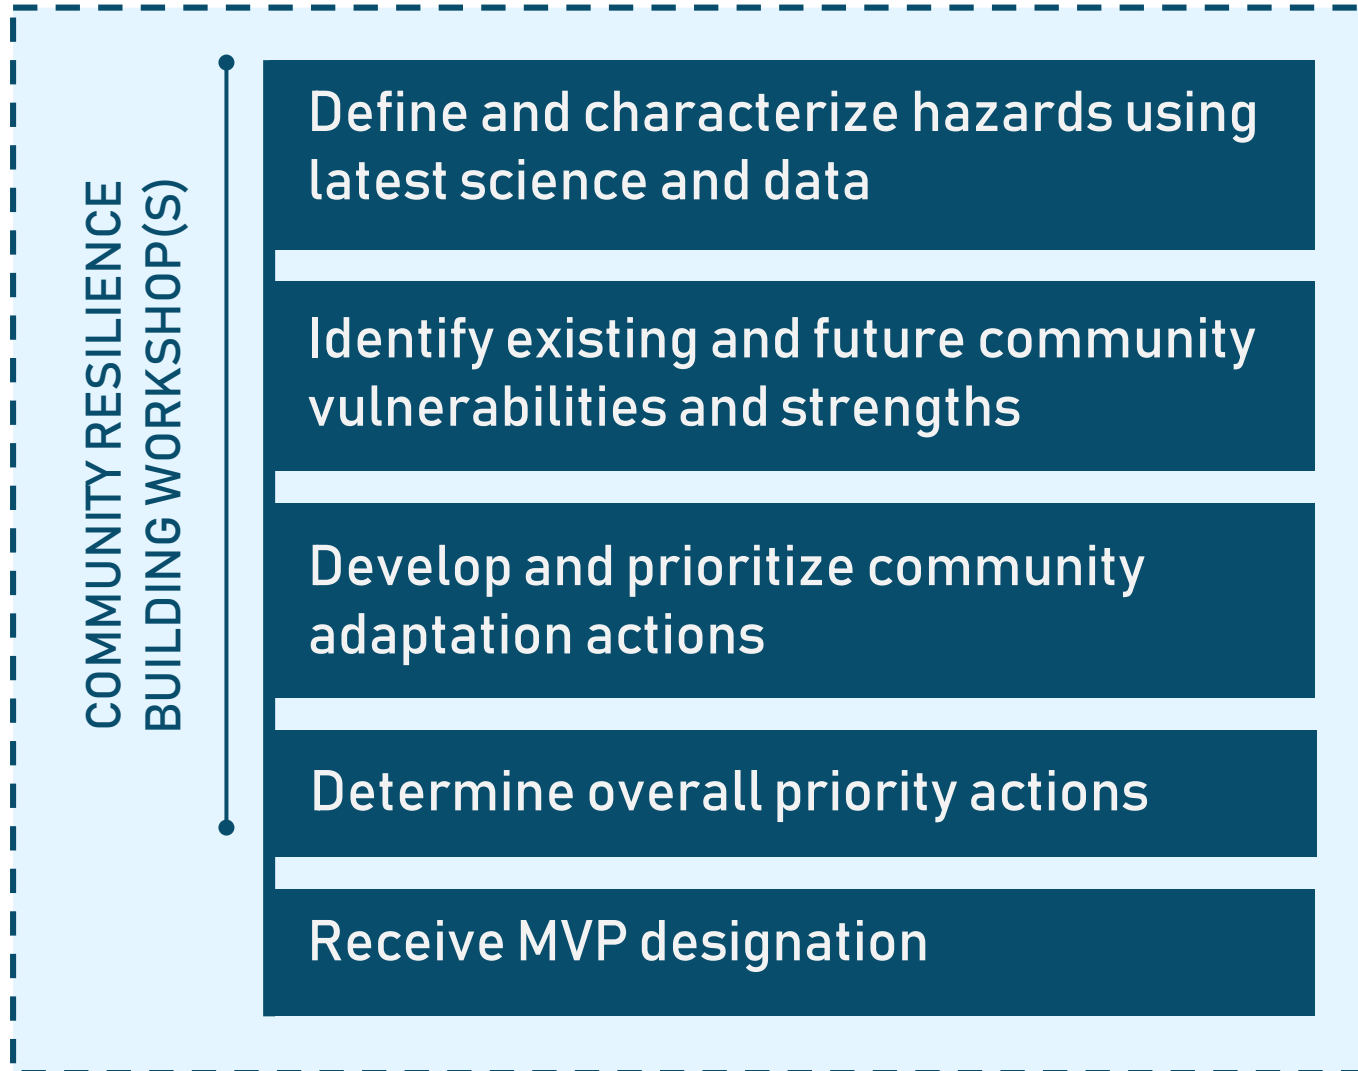 COMMUNITY RESILIENCE
BUILDING WORKSHOP(S)
Define and characterize hazards using
latest science and data
Identify existing and future community
vulnerabilities and strengths
Develop and prioritize community
adaptation actions
Determine overall priority actions
Receive MVP designation